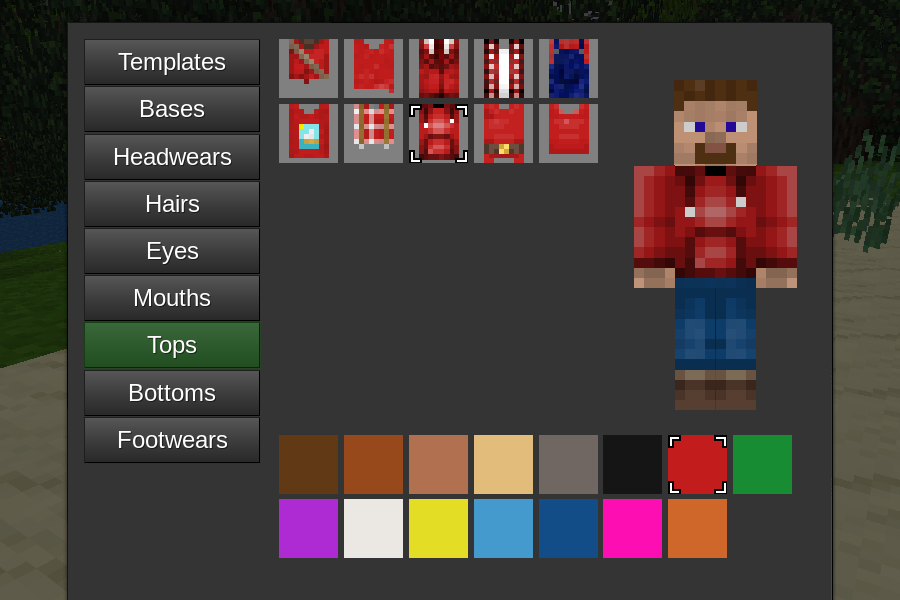 Templates
Bases
Headwears
Hairs
Eyes
Mouths
Tops
Bottoms
Footwears